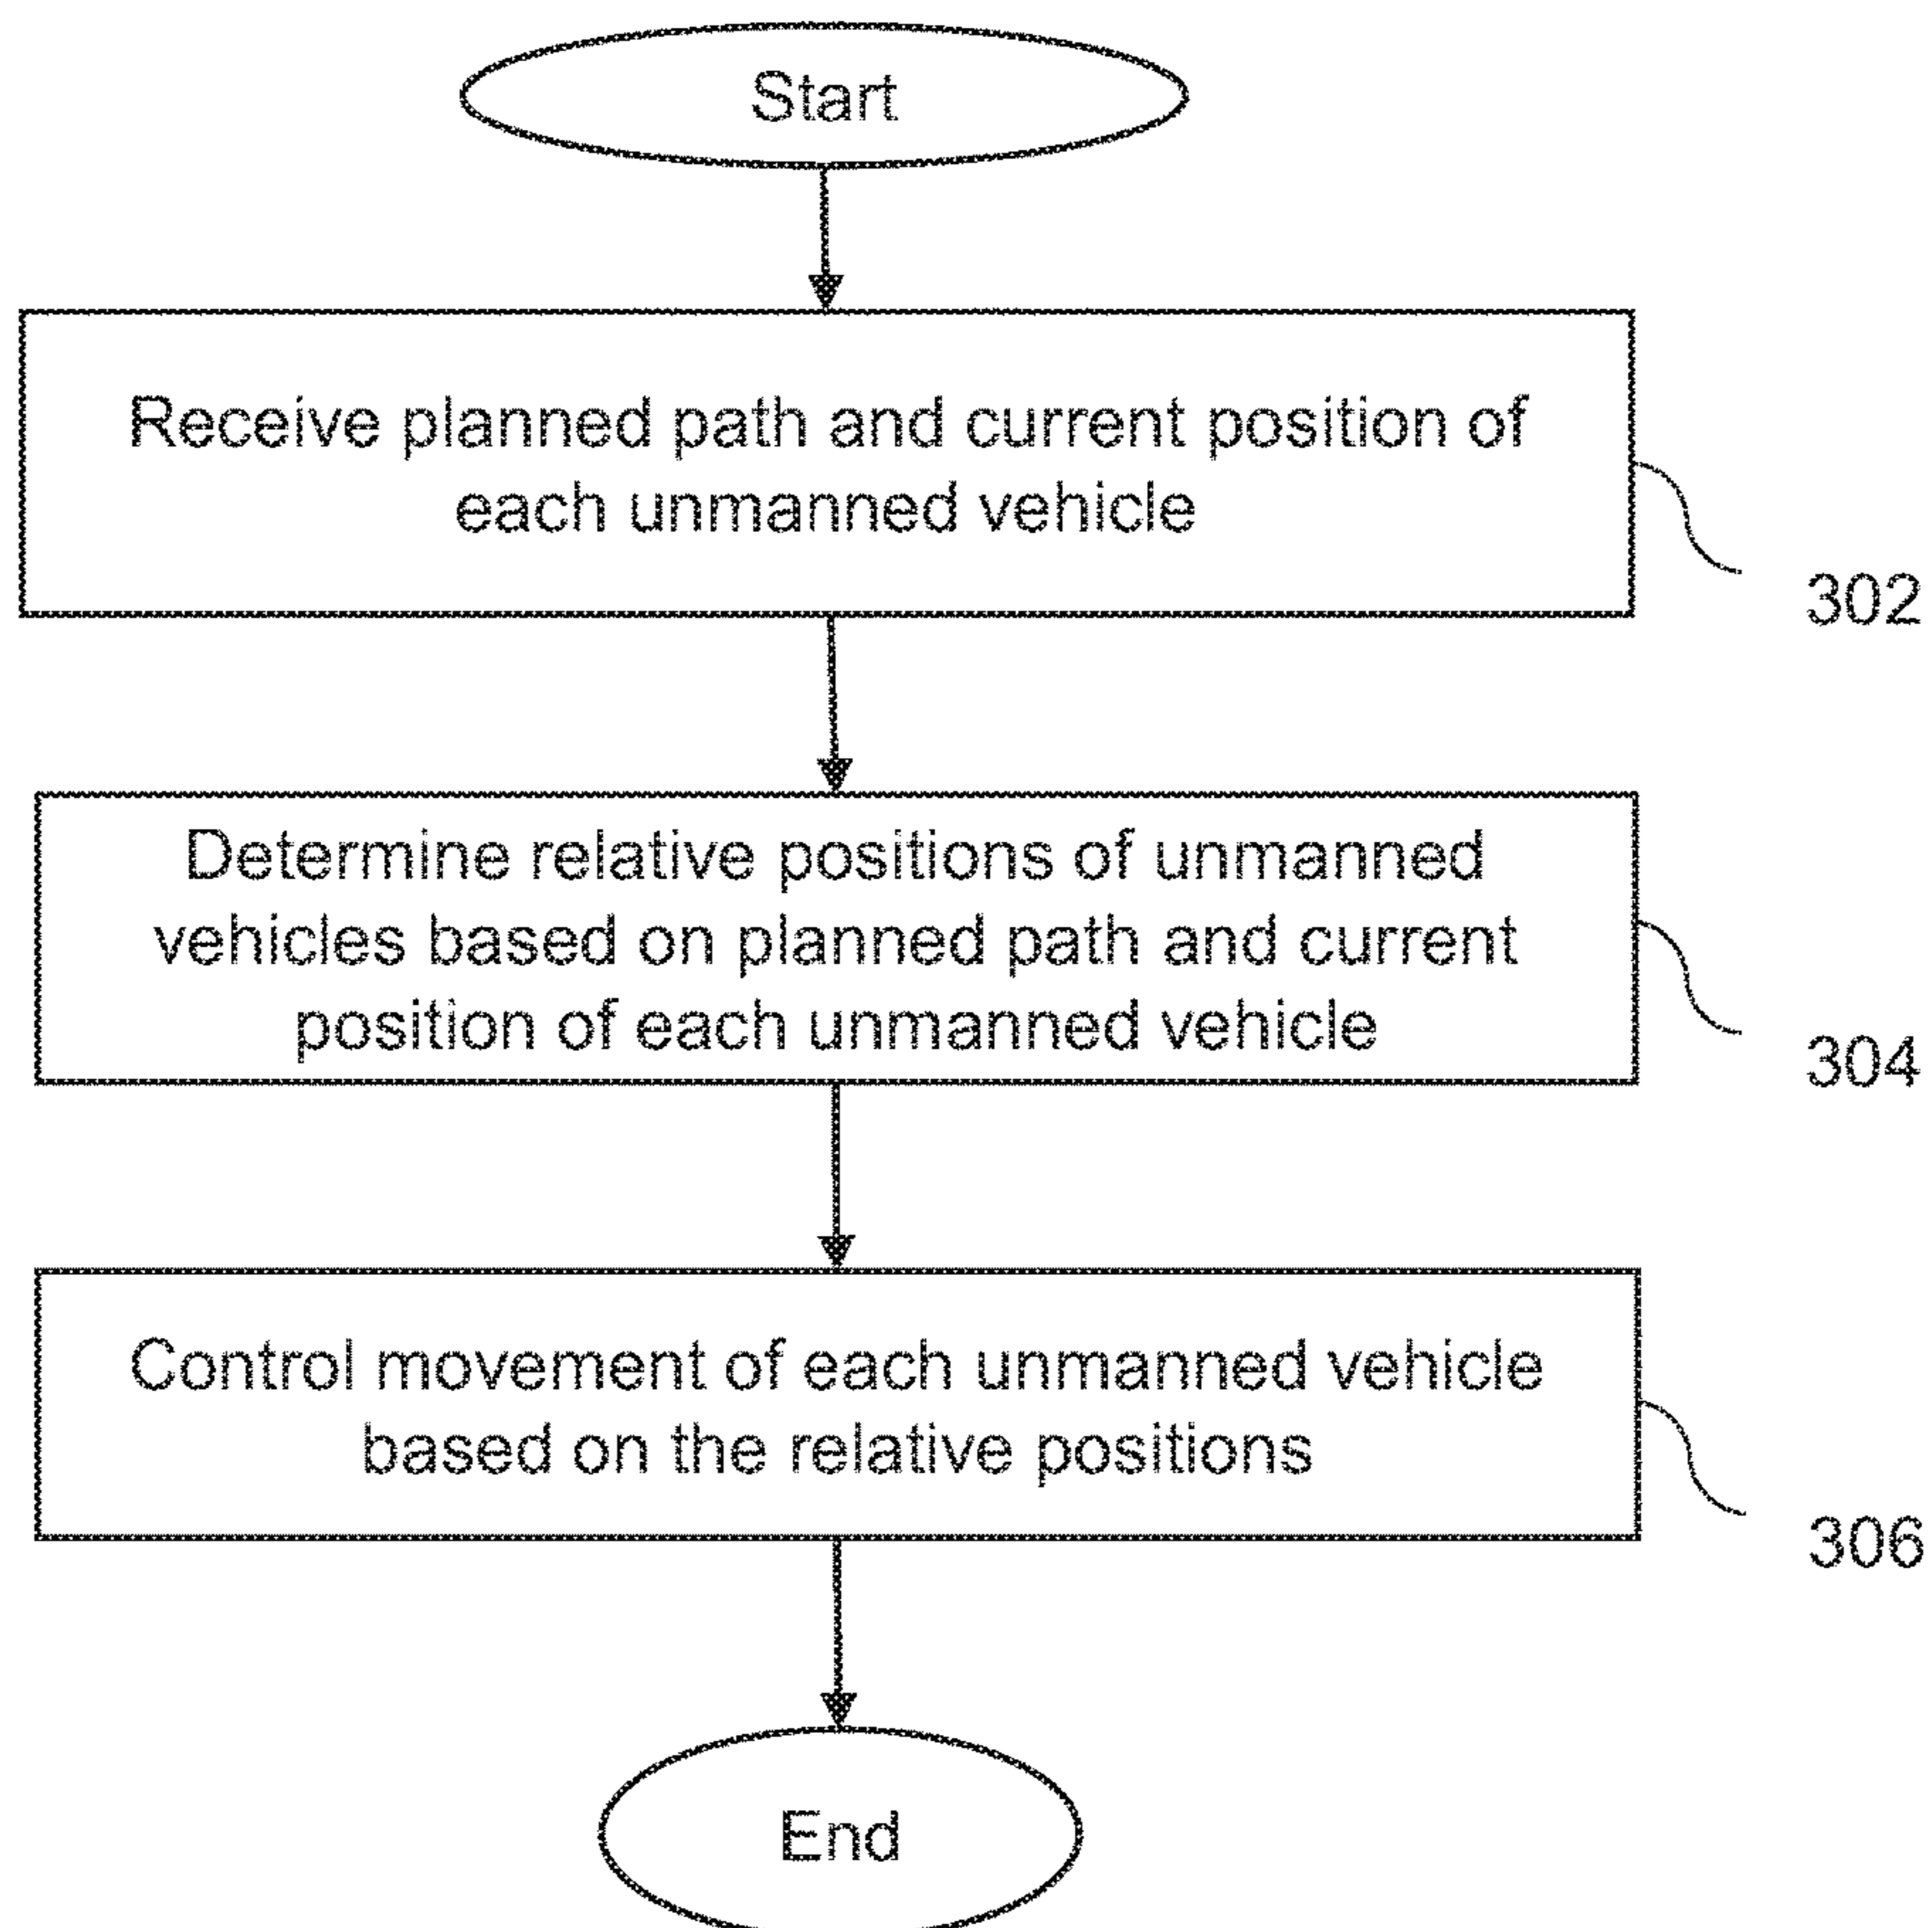 Start
Receive planned path and current position of
each unmanned vehicle
302
Determine relative positions of unmanned
vehicles based on planned path and current
position of each unmanned vehicle
304
Control movement of each unmanned vehicle
based on the relative positions
306
End